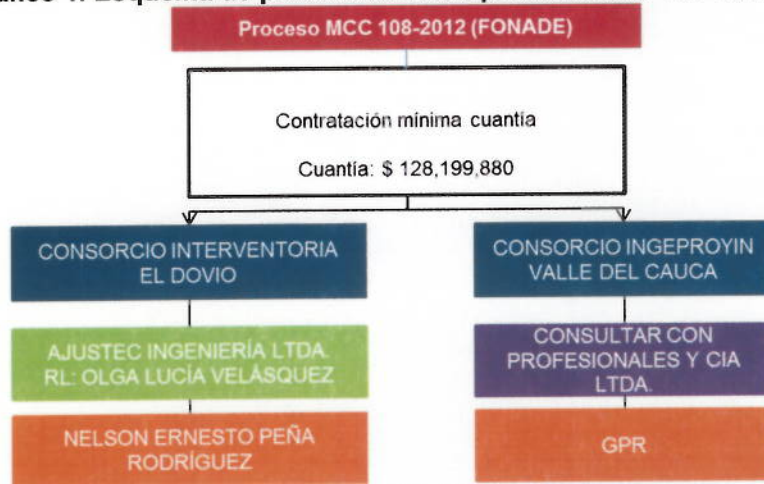 Proceso MCC 108-2012 (FONADE)
Contratación mínima cuantía
Cuantía: $ 128,199,880
CONSORCIO INTERVENTORIA
EL DOVIO
CONSORCIO INGEPROYIN
VALLE DEL CAUCA
AJUSTEC INGENIERÍA LTDA.
RL: OLGA LUCÍA VELÁSQUEZ
CONSULTAR CON
PROFESIONALES Y CIA
LTDA.
NELSON ERNESTO PEÑA
RODRÍGUEZ
GPR